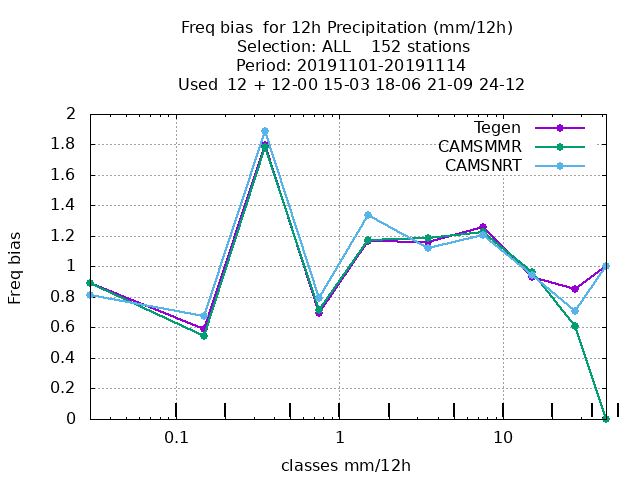 Freq bias  for 12h Precipitation (mm/12h)
Selection: ALL    152 stations
Period: 20191101-20191114
Used  12 + 12-00 15-03 18-06 21-09 24-12
Tegen
CAMSMMR
CAMSNRT
2
1.8
1.6
1.4
1.2
1
0.8
0.6
0.4
0.2
0
Freq bias
0.1 1 10
classes mm/12h